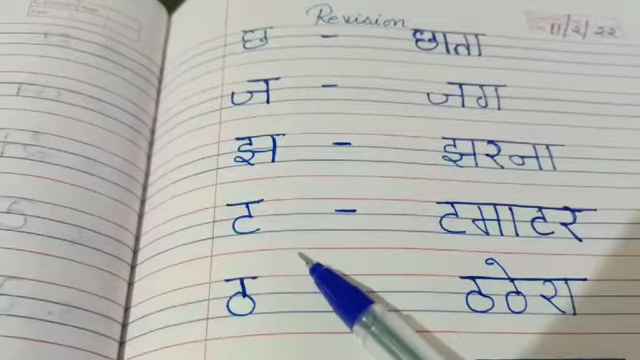 Revision
11/2/22
छ - छाता
ज - जग
झ - झरना
ट - टमाटर
ठ ठठेरा